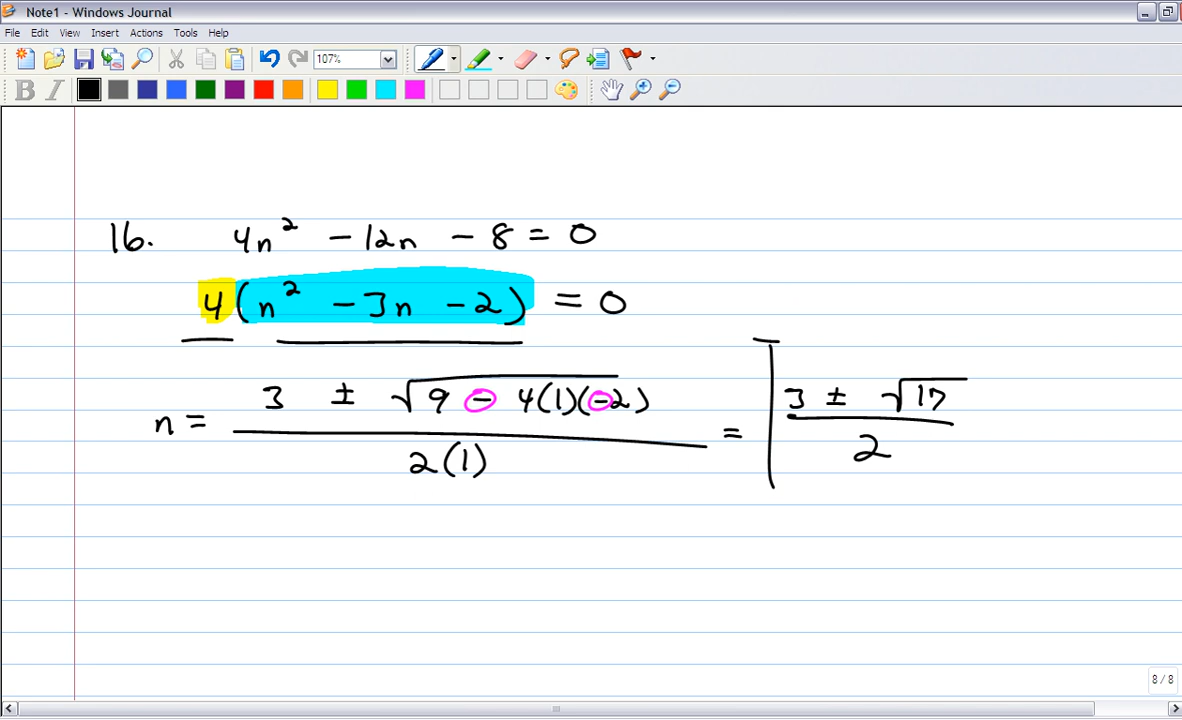 Note1 - Windows Journal
File Edit View Insert Actions Tools Help
107%
B I
16. 4n² - 12n - 8 = 0
4(n² - 3n - 2) = 0
n = 3 ± √9 - 4(1)(-2) / 2(1) = 3 ± √17 / 2
8 / 8